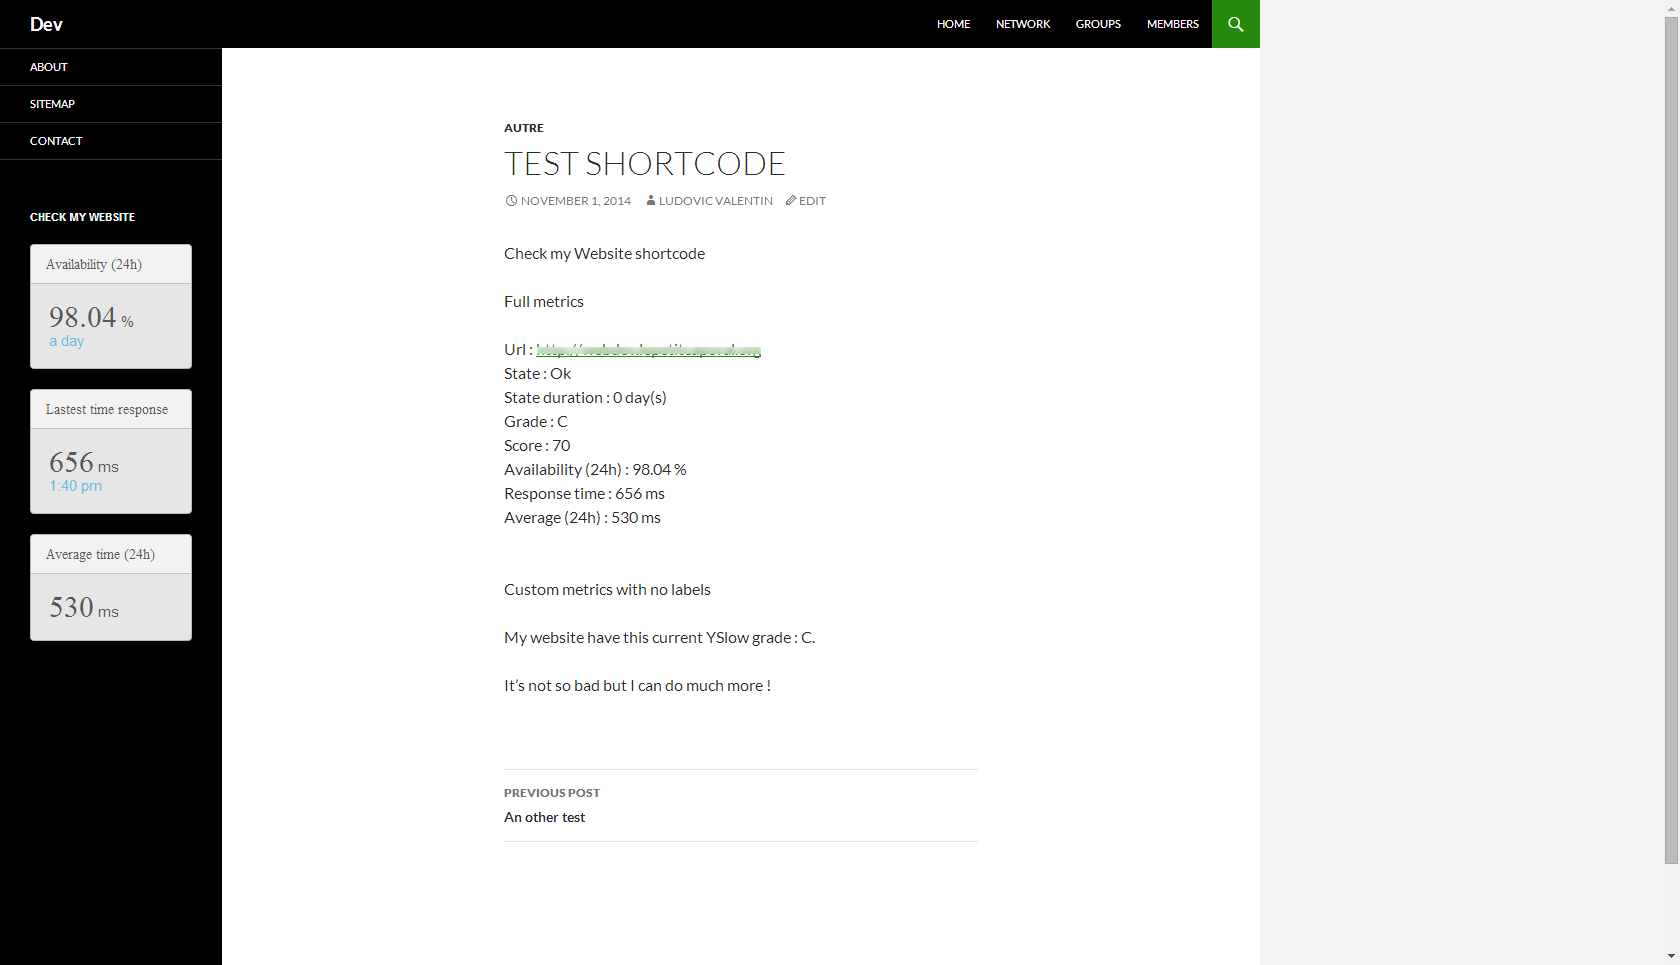 Dev
HOME NETWORK GROUPS MEMBERS
ABOUT
SITEMAP
CONTACT
CHECK MY WEBSITE
Availability (24h)
98.04 %
a day
Lastest time response
656 ms
1:40 pm
Average time (24h)
530 ms
AUTRE
TEST SHORTCODE
NOVEMBER 1, 2014 LUDOVIC VALENTIN EDIT
Check my Website shortcode
Full metrics
Url :
State : Ok
State duration : 0 day(s)
Grade : C
Score : 70
Availability (24h) : 98.04 %
Response time : 656 ms
Average (24h) : 530 ms
Custom metrics with no labels
My website have this current YSlow grade : C.
It’s not so bad but I can do much more !
PREVIOUS POST
An other test